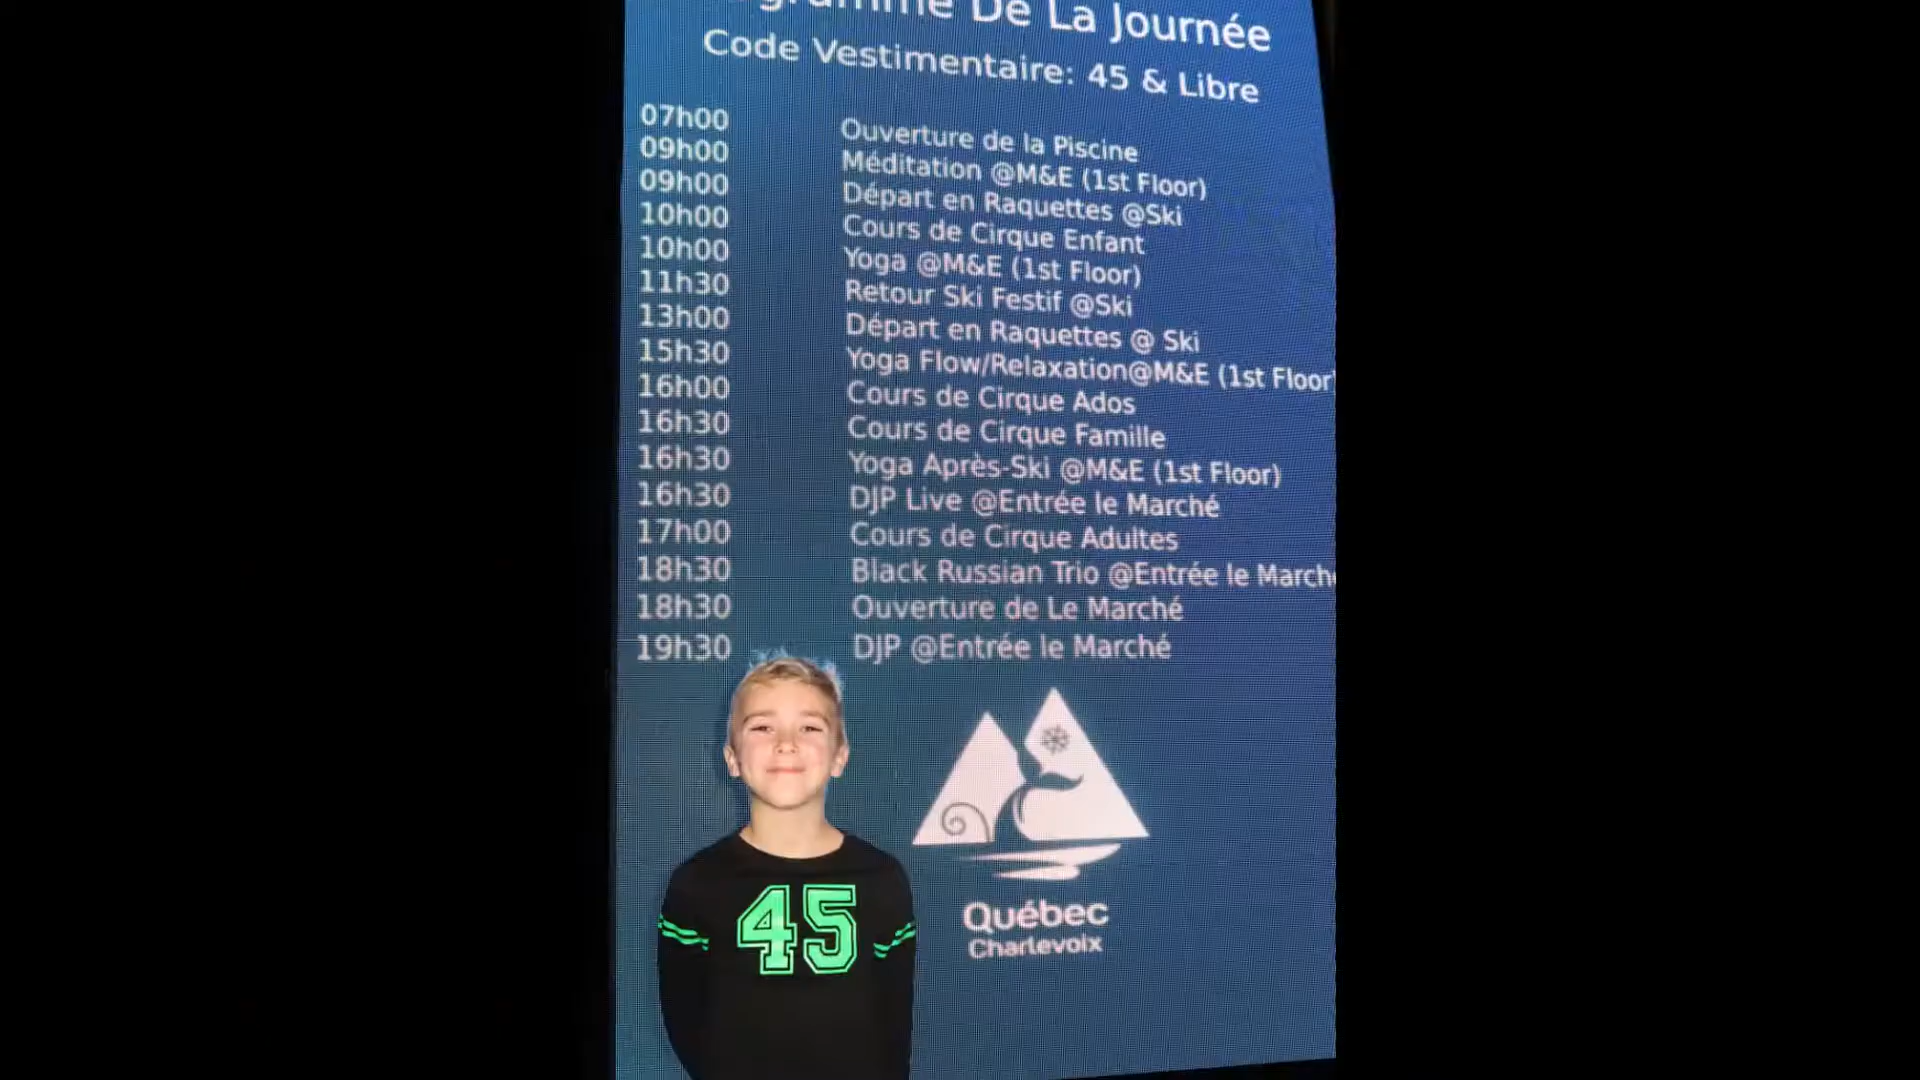 De La Journée
Code Vestimentaire: 45 & Libre
07h00 Ouverture de la Piscine
09h00 Méditation @M&E (1st Floor)
09h00 Départ en Raquettes @Ski
10h00 Cours de Cirque Enfant
10h00 Yoga @M&E (1st Floor)
11h30 Retour Ski Festif @Ski
13h00 Départ en Raquettes @ Ski
15h30 Yoga Flow/Relaxation@M&E (1st Floor)
16h00 Cours de Cirque Ados
16h30 Cours de Cirque Famille
16h30 Yoga Après-Ski @M&E (1st Floor)
16h30 DJP Live @Entrée le Marché
17h00 Cours de Cirque Adultes
18h30 Black Russian Trio @Entrée le Marché
18h30 Ouverture de Le Marché
19h30 DJP @Entrée le Marché
45
Québec
Charlevoix